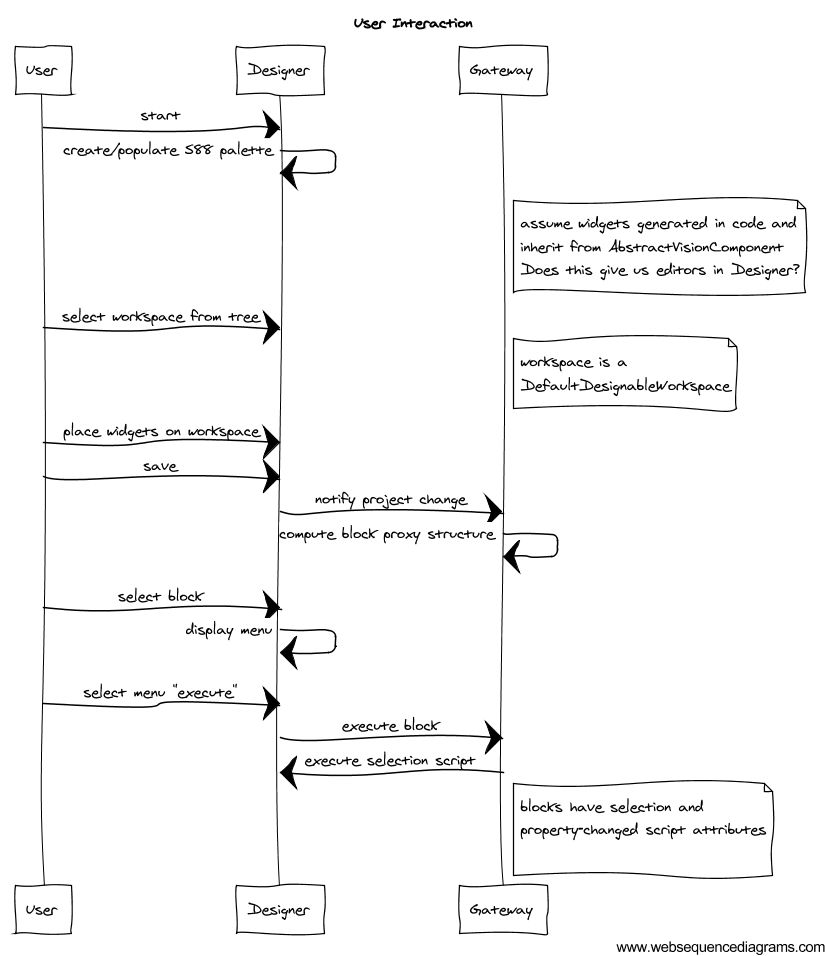 User Interaction
User
Designer
Gateway
start
create/populate S88 palette
assume widgets generated in code and
inherit from AbstractVisionComponent
Does this give us editors in Designer?
select workspace from tree
workspace is a
DefaultDesignableWorkspace
place widgets on workspace
save
notify project change
compute block proxy structure
select block
display menu
select menu "execute"
execute block
execute selection script
blocks have selection and
property-changed script attributes
User
Designer
Gateway
www.websequencediagrams.com